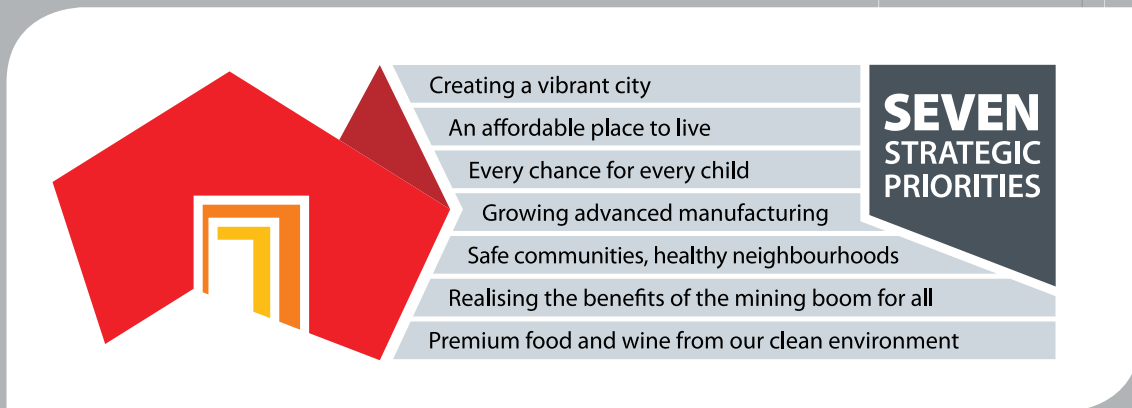 Creating a vibrant city
An affordable place to live
Every chance for every child
Growing advanced manufacturing
Safe communities, healthy neighbourhoods
Realising the benefits of the mining boom for all
Premium food and wine from our clean environment
SEVEN
STRATEGIC
PRIORITIES